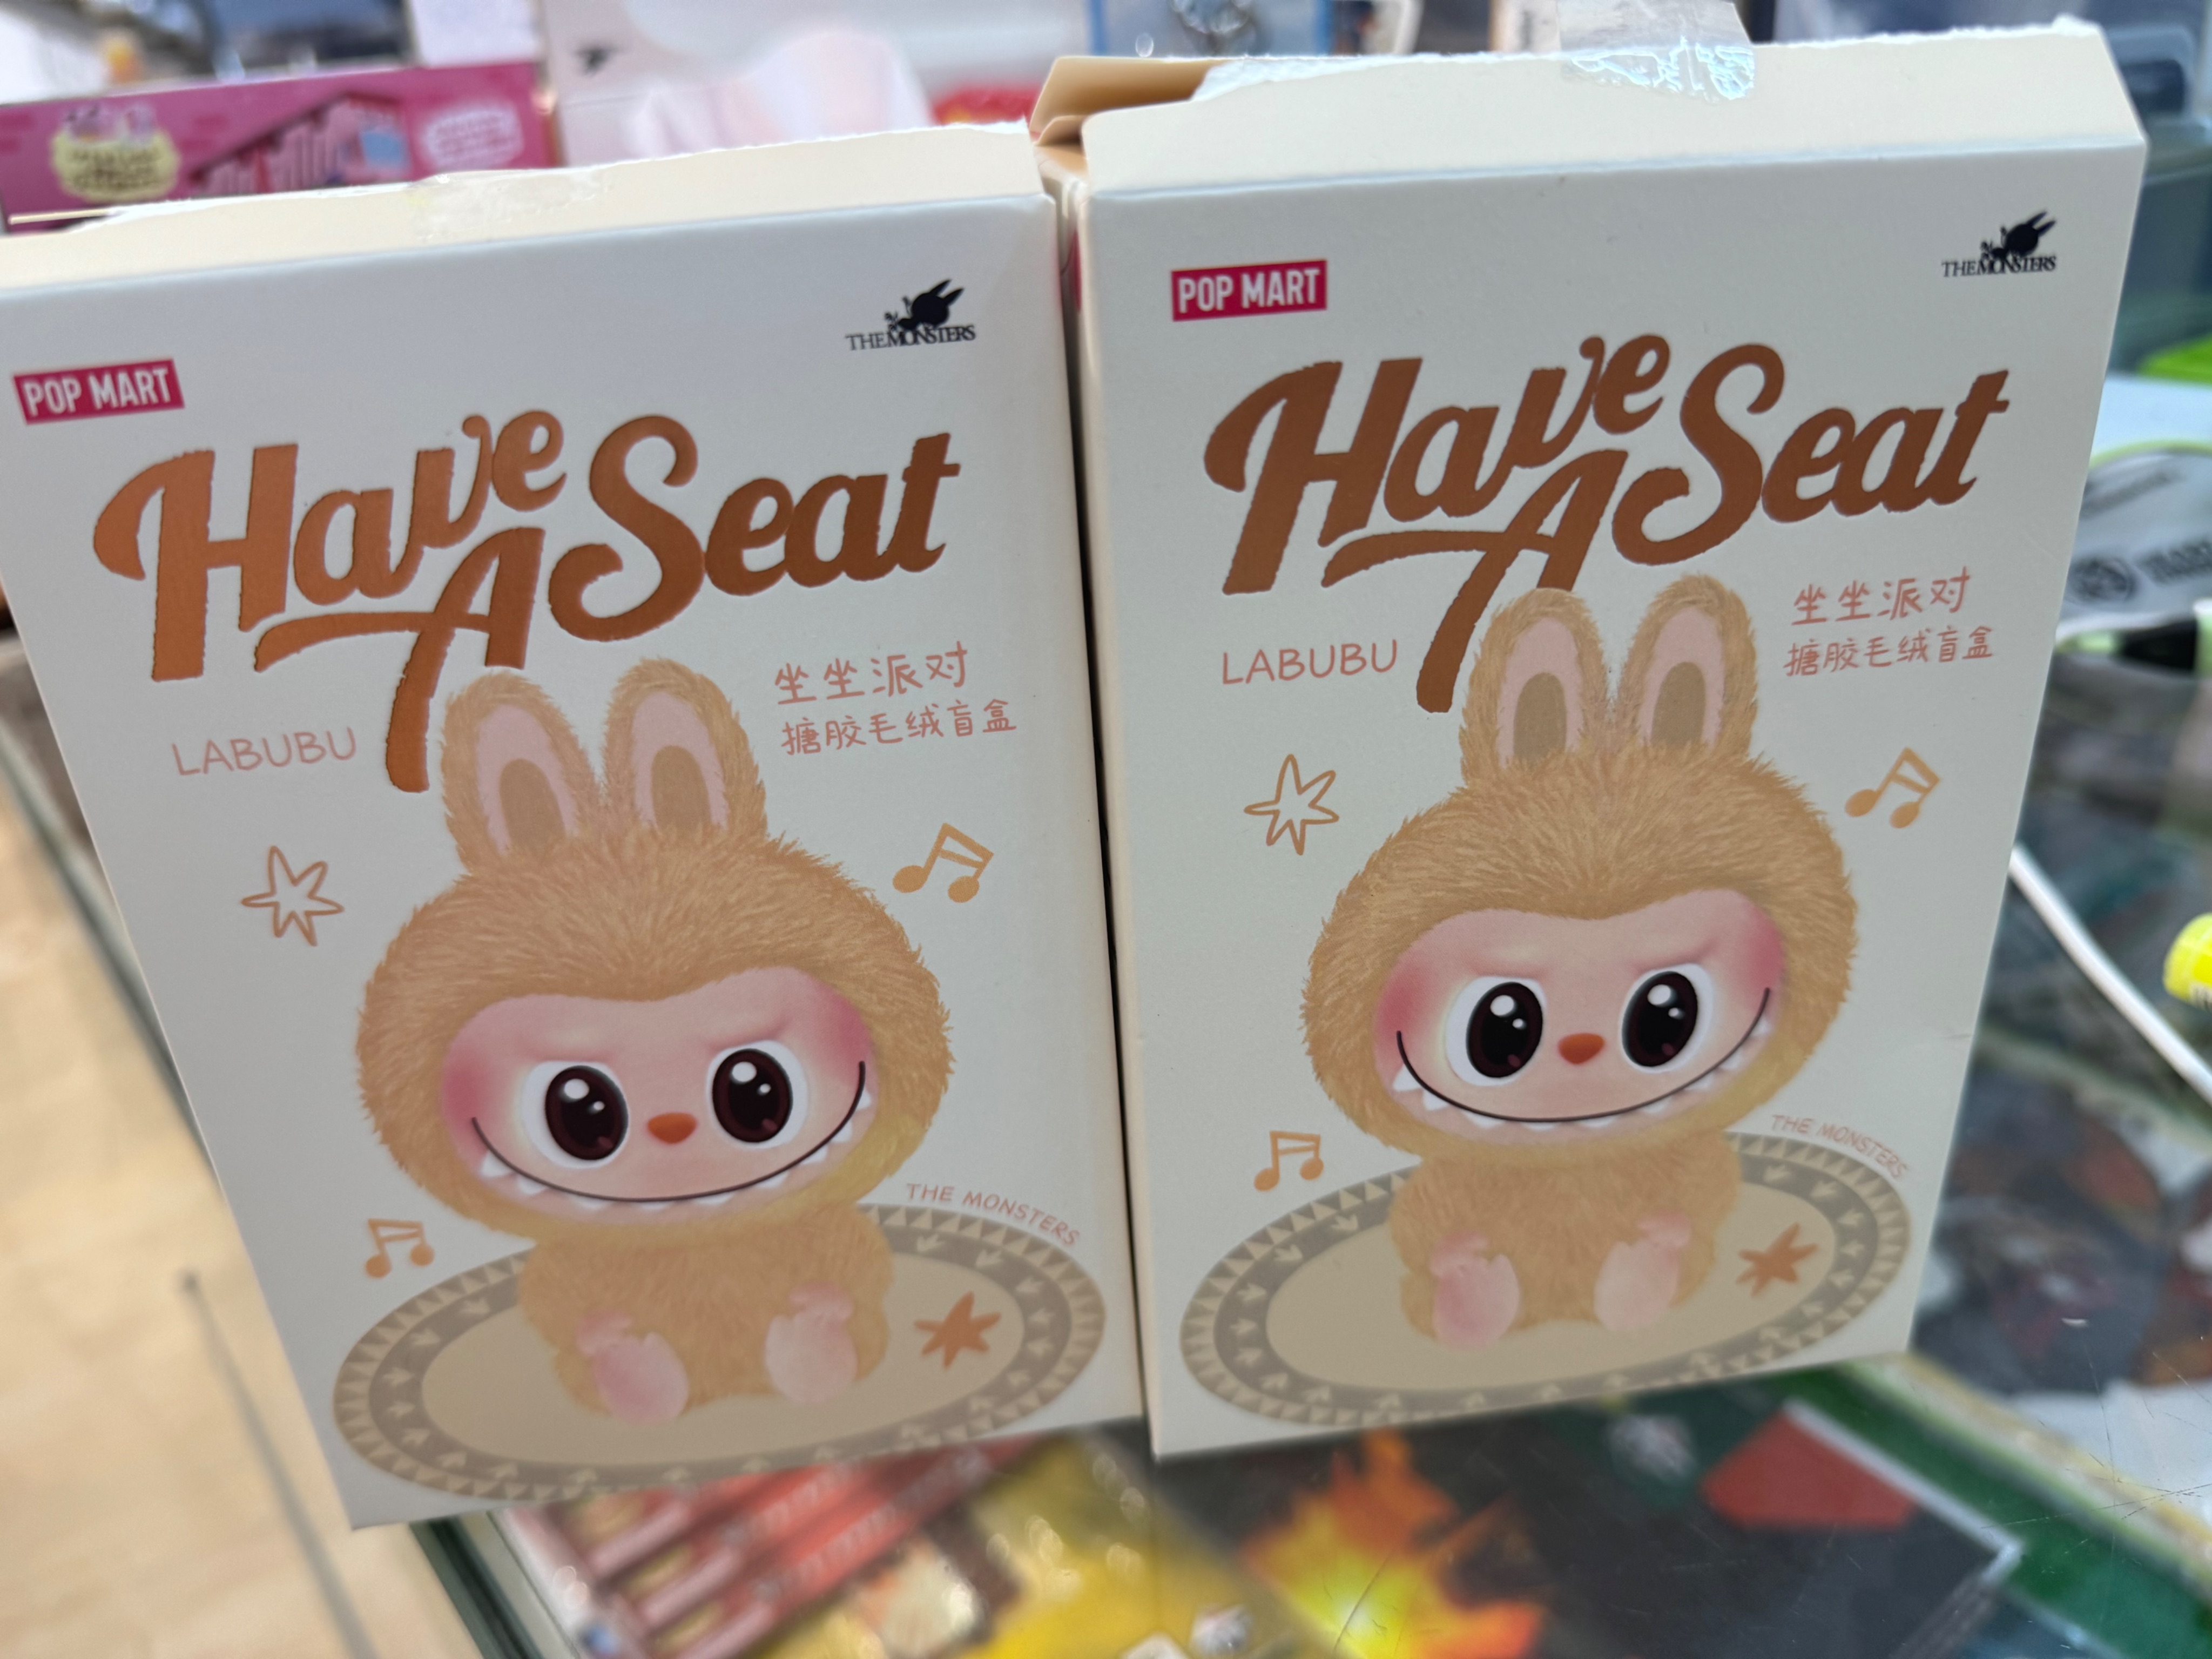 POP MART
THE MONSTERS
Have A Seat
LABUBU
坐坐派对
搪胶毛绒盲盒
THE MONSTERS
POP MART
THE MONSTERS
Have A Seat
LABUBU
坐坐派对
搪胶毛绒盲盒
THE MONSTERS